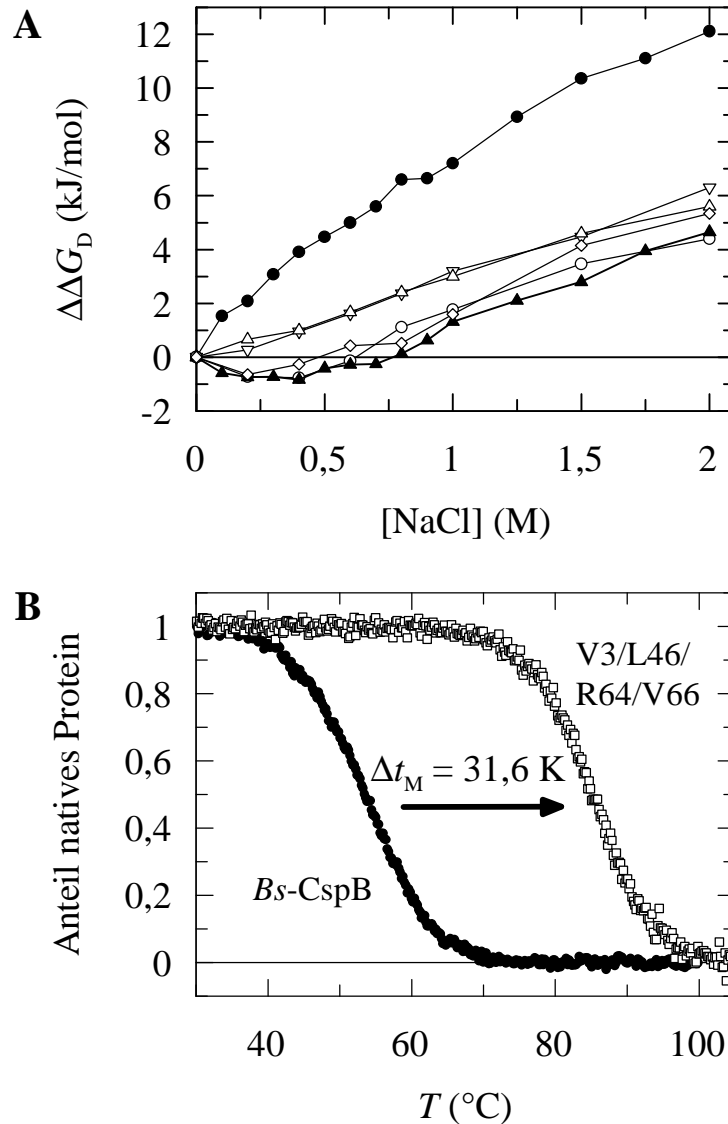 A
12
10
8
6
4
2
0
-2
ΔΔG_D (kJ/mol)
0 0,5 1 1,5 2
[NaCl] (M)
B
1
0,8
0,6
0,4
0,2
0
Anteil natives Protein
V3/L46/
R64/V66
Δt_M = 31,6 K
Bs-CspB
40 60 80 100
T (°C)